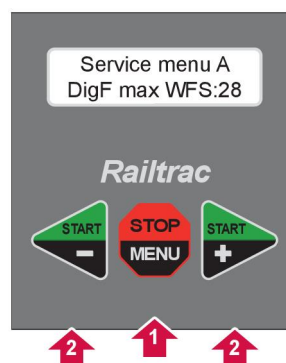 Service menu A
DigF max WFS:28
Railtrac
START
STOP
START
-
MENU
+
2
1
2